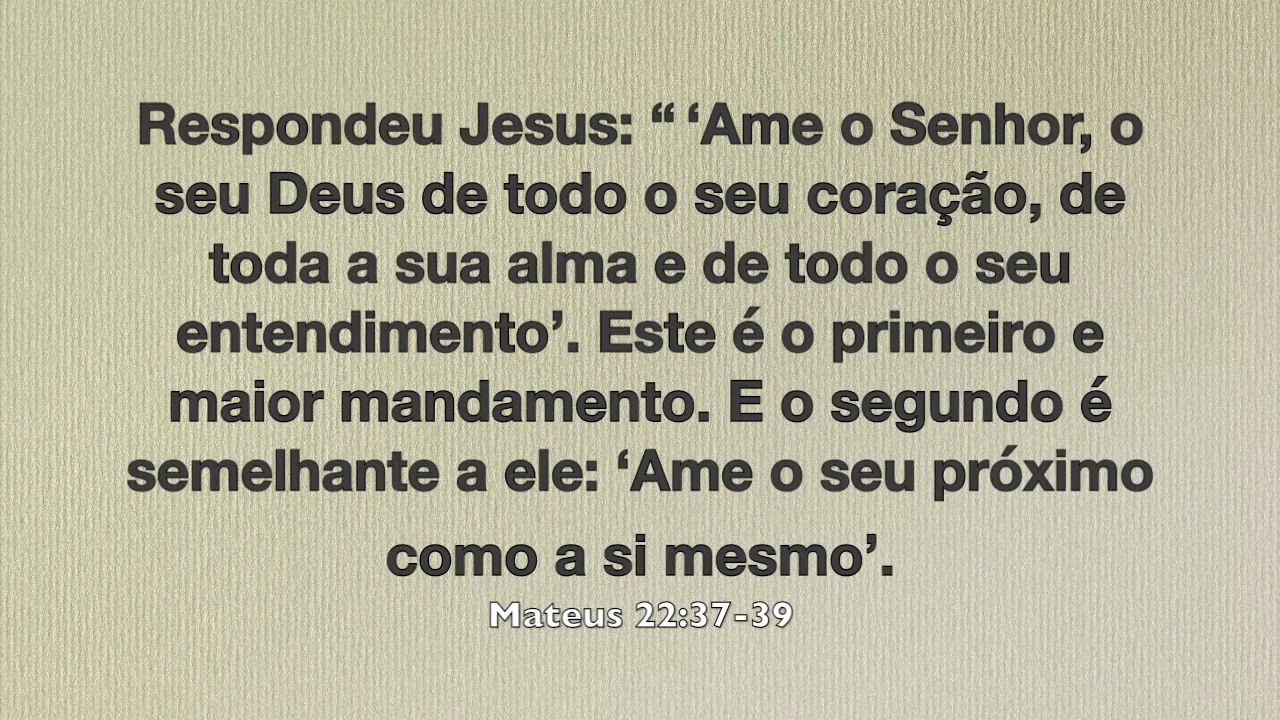 Respondeu Jesus: “ ‘Ame o Senhor, o
seu Deus de todo o seu coração, de
toda a sua alma e de todo o seu
entendimento’. Este é o primeiro e
maior mandamento. E o segundo é
semelhante a ele: ‘Ame o seu próximo
como a si mesmo’.
Mateus 22:37-39